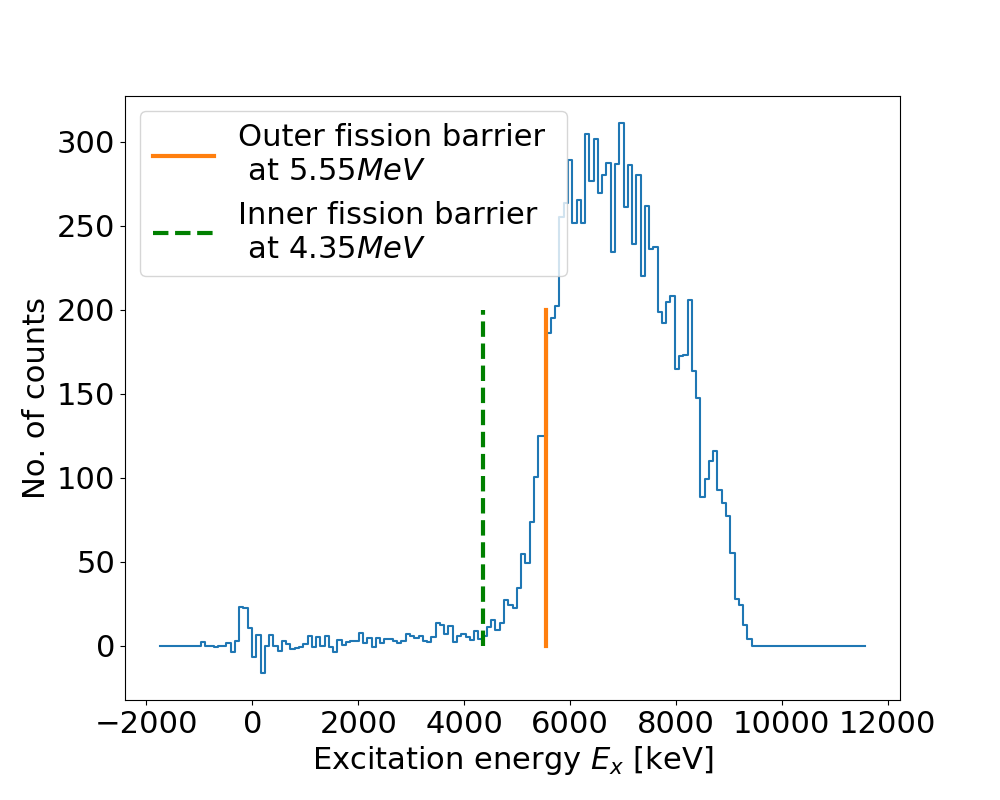 Outer fission barrier
at 5.55MeV
Inner fission barrier
at 4.35MeV
300
250
200
150
100
50
0
No. of counts
−2000 0 2000 4000 6000 8000 10000 12000
Excitation energy Eₓ [keV]